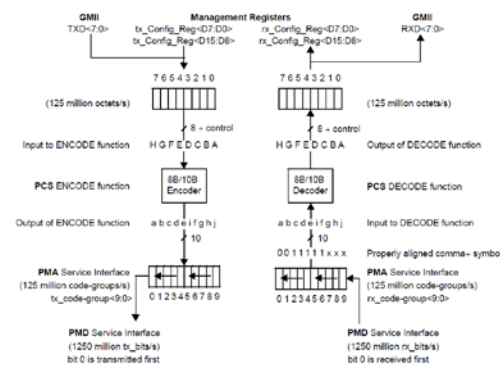 GMII
TXD<7:0>
Management Registers
tx_Config_Reg<D7:D0>
tx_Config_Reg<D15:D8>
rx_Config_Reg<D7:D0>
rx_Config_Reg<D15:D8>
GMII
RXD<7:0>
7 6 5 4 3 2 1 0
(125 million octets/s)
8 + control
Input to ENCODE function
H G F E D C B A
PCS ENCODE function
8B/10B
Encoder
Output of ENCODE function
a b c d e i f g h j
10
PMA Service Interface
(125 million code-groups/s)
tx_code-group<9:0>
0 1 2 3 4 5 6 7 8 9
PMD Service Interface
(1250 million tx_bits/s)
bit 0 is transmitted first
7 6 5 4 3 2 1 0
(125 million octets/s)
8 + control
H G F E D C B A
Output of DECODE function
8B/10B
Decoder
PCS DECODE function
a b c d e i f g h j
Input to DECODE function
10
0 0 1 1 1 1 1 x x x
Properly aligned comma+ symbo
PMA Service Interface
(125 million code-groups/s)
rx_code-group<9:0>
0 1 2 3 4 5 6 7 8 9
PMD Service Interface
(1250 million rx_bits/s)
bit 0 is received first